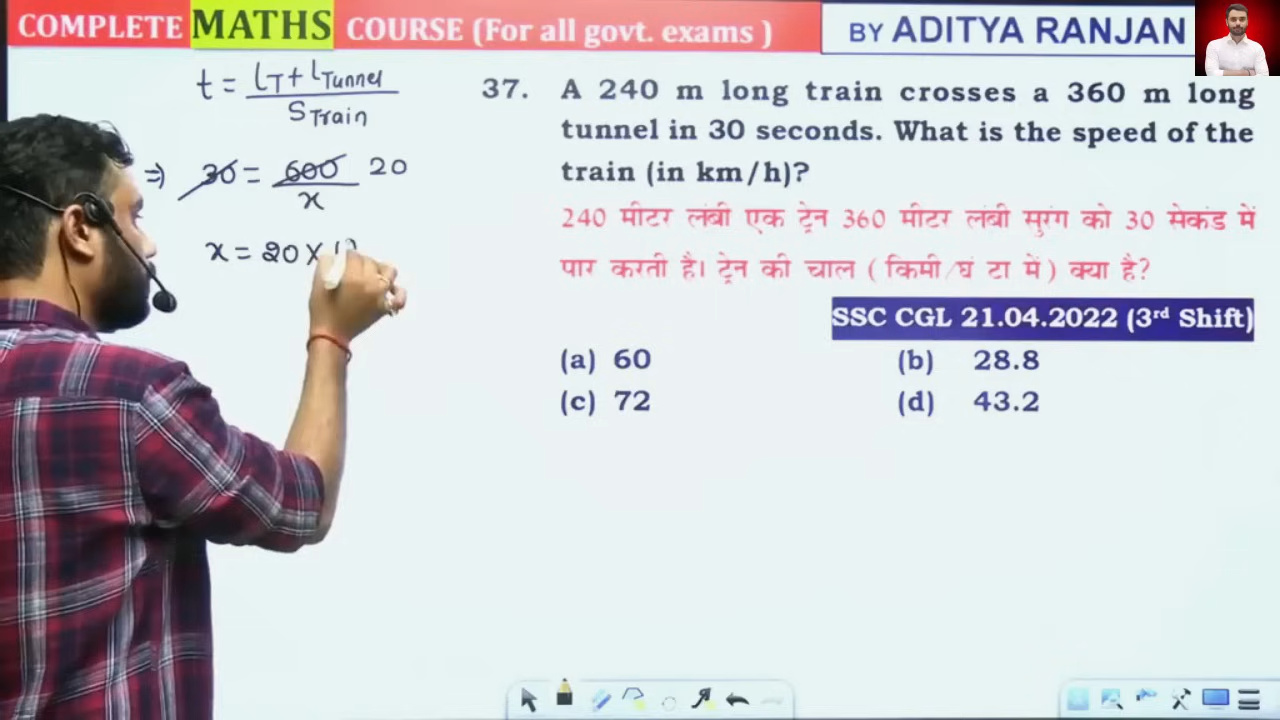 COMPLETE MATHS COURSE (For all govt. exams )
BY ADITYA RANJAN
t = LT + LTunnel / STrain
⇒ 30 = 600 / x 20
x = 20 ×
37. A 240 m long train crosses a 360 m long
tunnel in 30 seconds. What is the speed of the
train (in km/h)?
240 मीटर लंबी एक ट्रेन 360 मीटर लंबी सुरंग को 30 सेकंड में
पार करती है। ट्रेन की चाल ( किमी/घं टा में ) क्या है?
SSC CGL 21.04.2022 (3rd Shift)
(a) 60 (b) 28.8
(c) 72 (d) 43.2